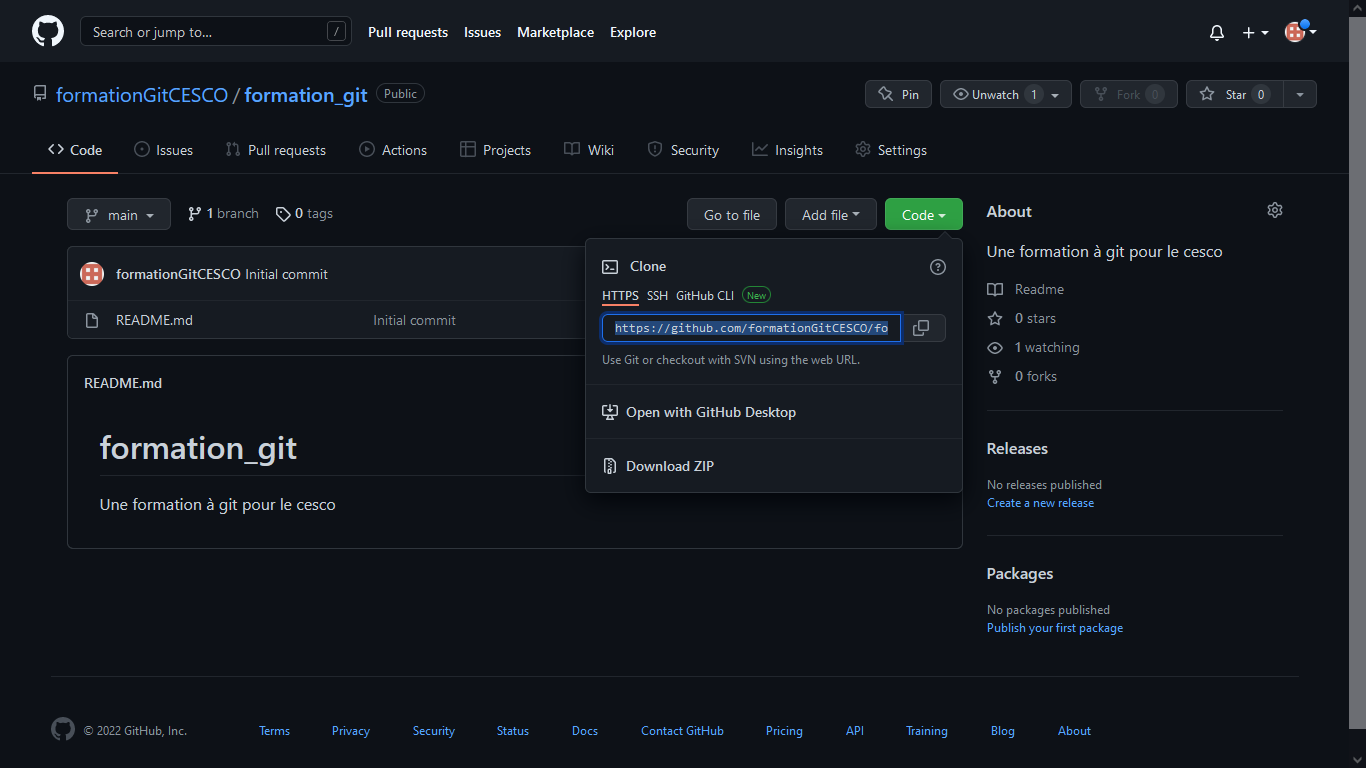 Search or jump to... /
Pull requests Issues Marketplace Explore
formationGitCESCO / formation_git Public
Pin Unwatch 1 Fork 0 Star 0
Code Issues Pull requests Actions Projects Wiki Security Insights Settings
main 1 branch 0 tags Go to file Add file Code
formationGitCESCO Initial commit
README.md Initial commit
README.md
formation_git
Une formation à git pour le cesco
Clone
HTTPS SSH GitHub CLI New
https://github.com/formationGitCESCO/fo
Use Git or checkout with SVN using the web URL.
Open with GitHub Desktop
Download ZIP
About
Une formation à git pour le cesco
Readme
0 stars
1 watching
0 forks
Releases
No releases published
Create a new release
Packages
No packages published
Publish your first package
© 2022 GitHub, Inc. Terms Privacy Security Status Docs Contact GitHub Pricing API Training Blog About